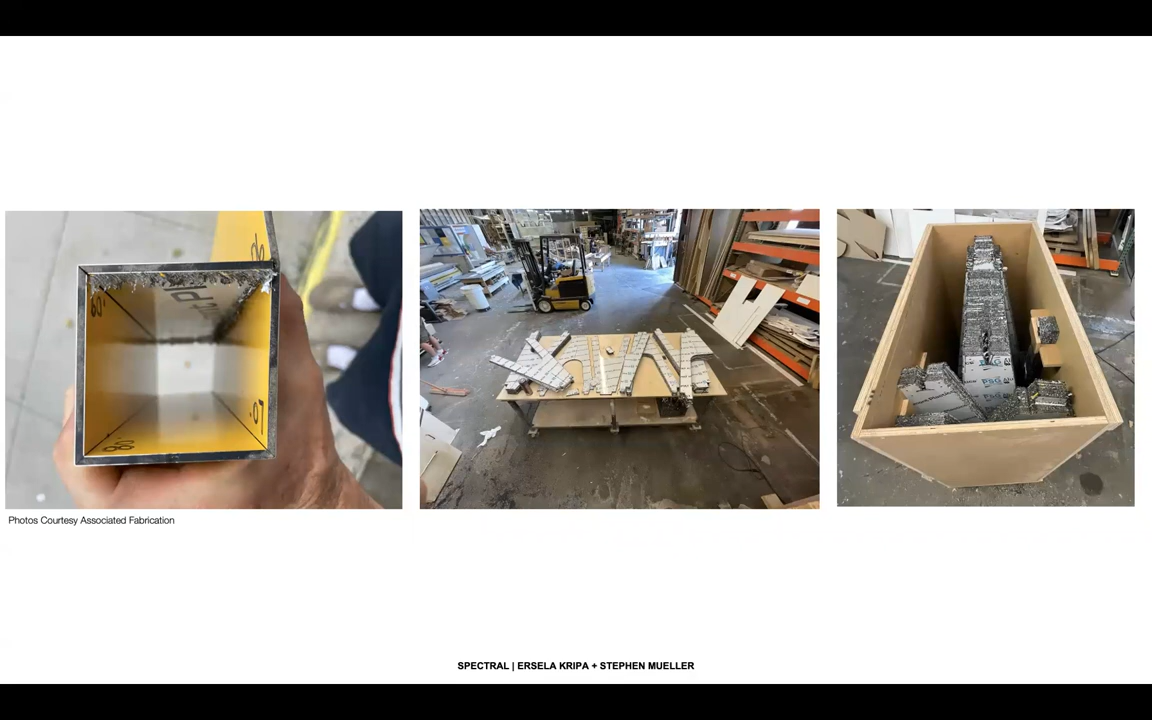 Photos Courtesy Associated Fabrication
SPECTRAL | ERSELA KRIPA + STEPHEN MUELLER